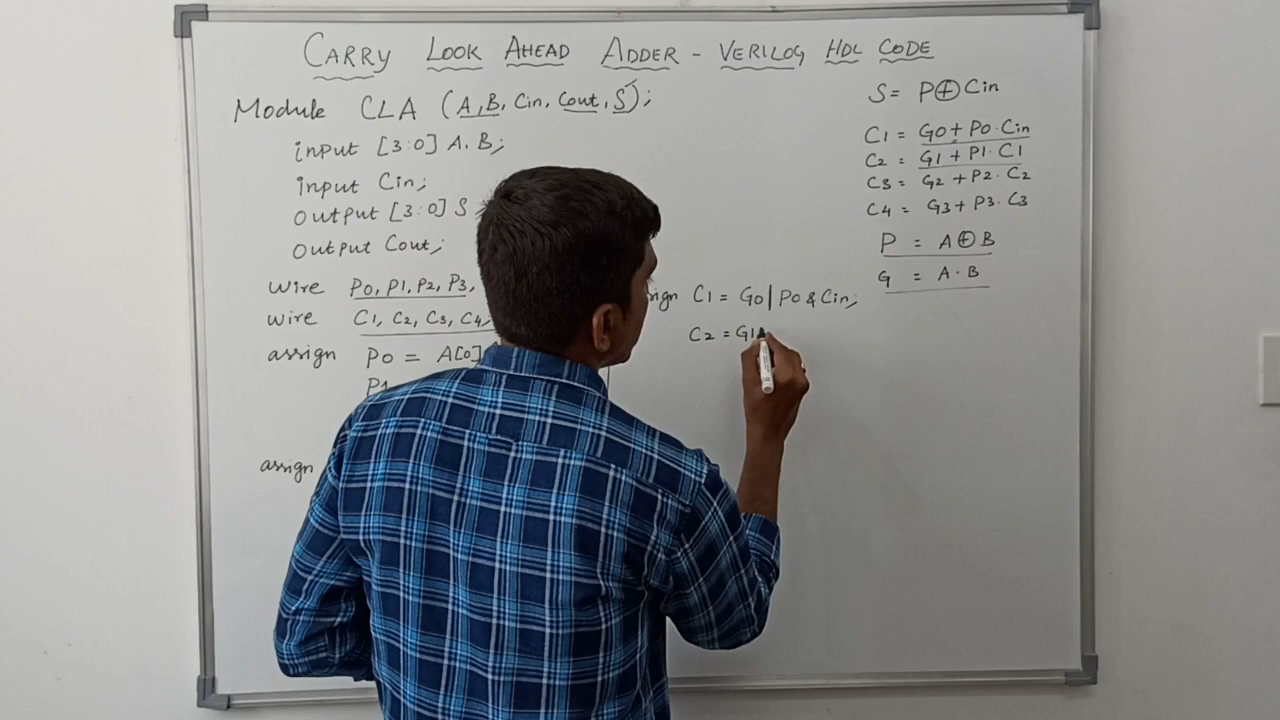 CARRY LOOK AHEAD ADDER - VERILOG HDL CODE
Module CLA (A, B, Cin, Cout, S);
input [3:0] A.B;
input Cin;
output [3:0] S
output Cout;
wire P0, P1, P2, P3,
wire C1, C2, C3, C4,
assign P0 = A[0]
P1
assign
C1 = G0 | P0 & Cin;
C2 = G1
S = P⊕Cin
C1 = G0 + P0·Cin
C2 = G1 + P1·C1
C3 = G2 + P2·C2
C4 = G3 + P3·C3
P = A⊕B
G = A·B